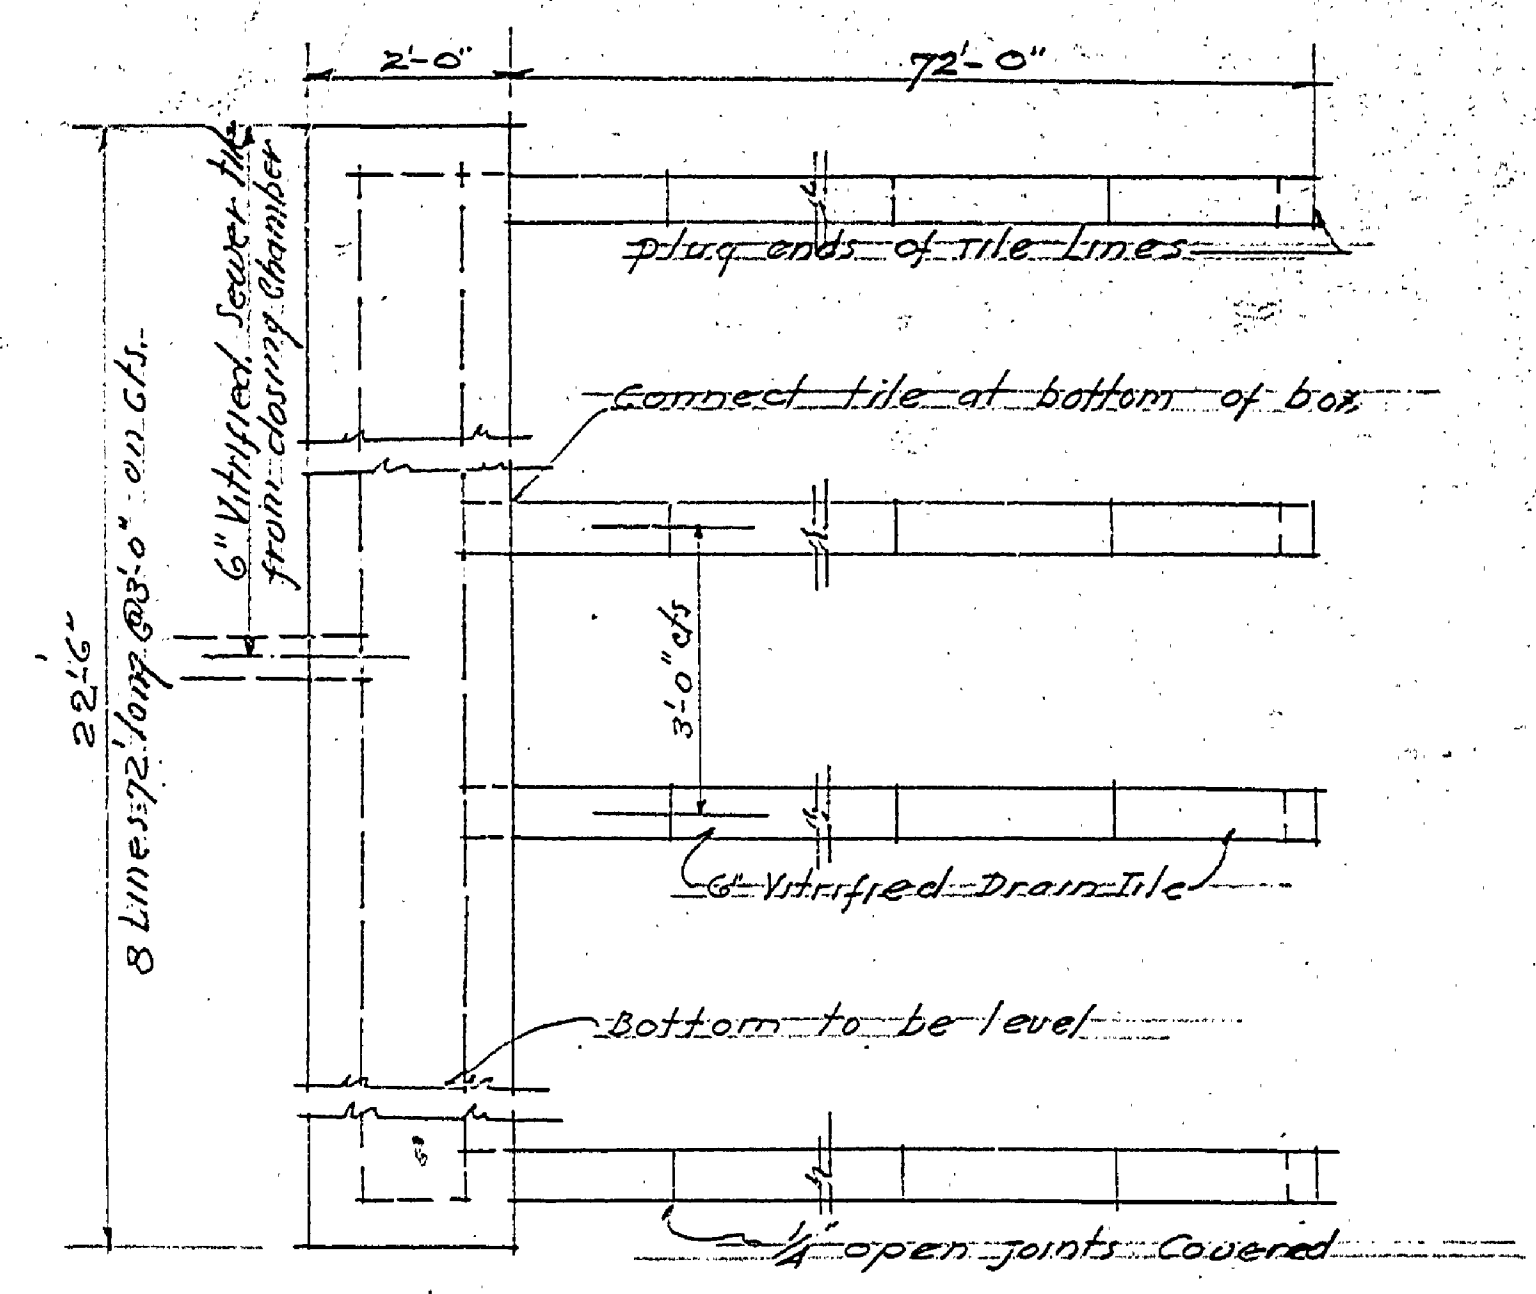 2'-0"
72'-0"
6" Vitrified Sewer tile
from dosing Chamber
Plug ends of Tile Lines
Connect tile at bottom of box
22'-6"
8 Lines=72' long @3'-0" on cts.
3'-0" cts
6" Vitrified Drain Tile
Bottom to be level
6"
1/4" open joints Covered